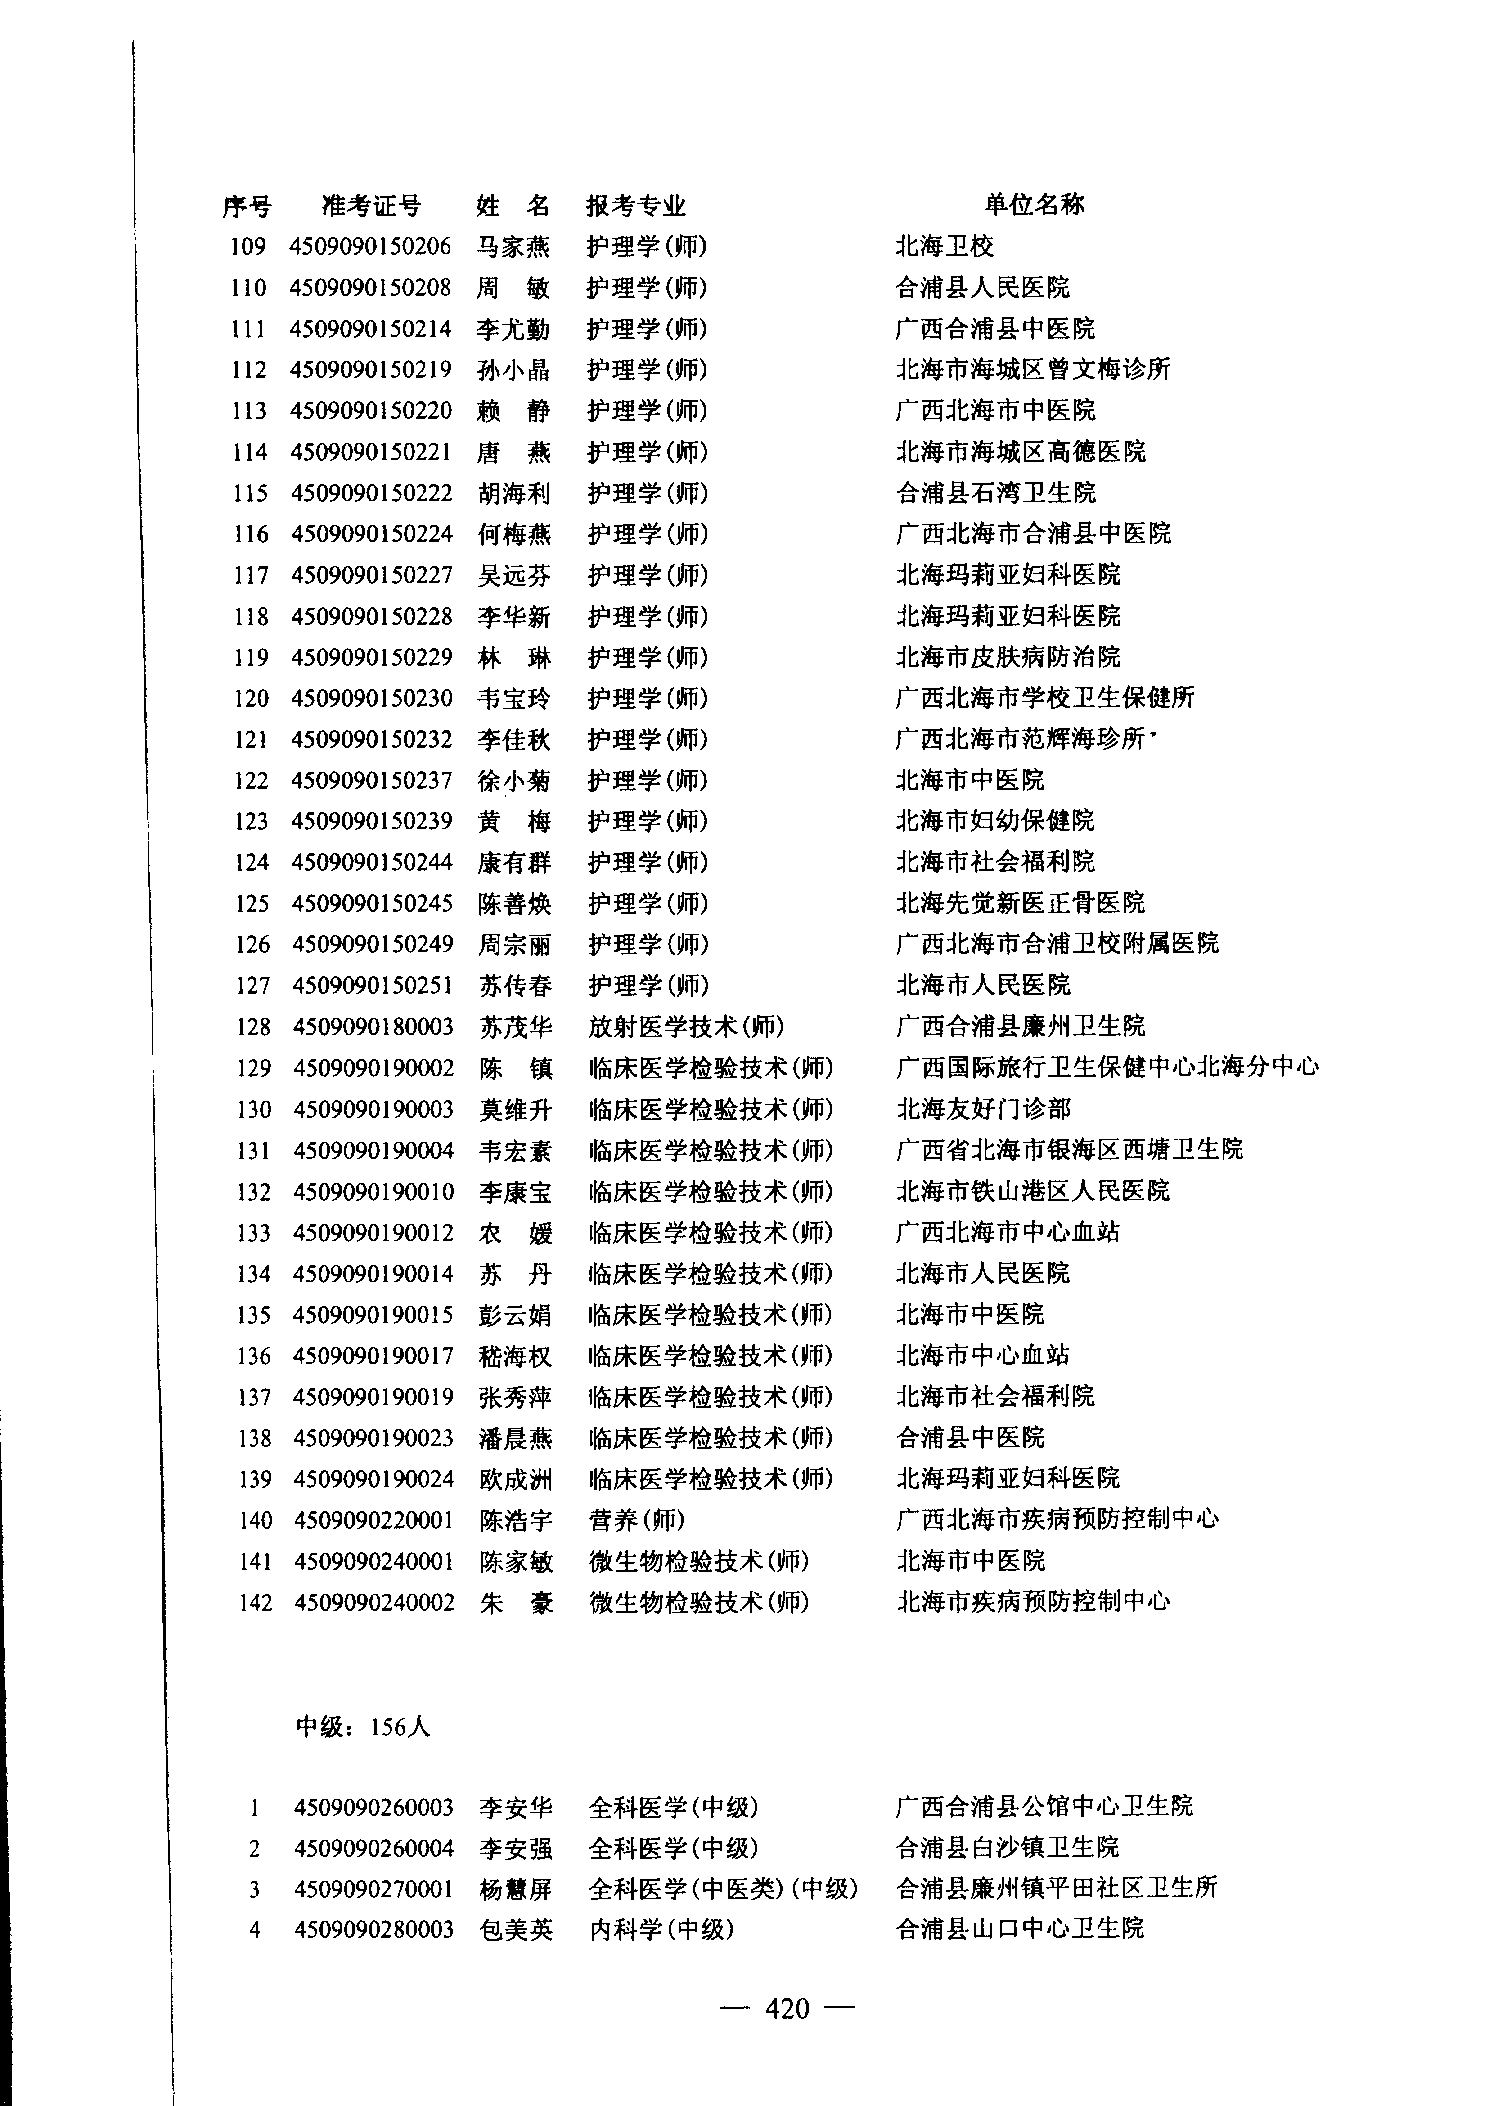 序号 准考证号 姓 名 报考专业 单位名称
109 4509090150206 马家燕 护理学(师) 北海卫校
110 4509090150208 周 敏 护理学(师) 合浦县人民医院
111 4509090150214 李尤勤 护理学(师) 广西合浦县中医院
112 4509090150219 孙小晶 护理学(师) 北海市海城区曾文梅诊所
113 4509090150220 赖 静 护理学(师) 广西北海市中医院
114 4509090150221 唐 燕 护理学(师) 北海市海城区高德医院
115 4509090150222 胡海利 护理学(师) 合浦县石湾卫生院
116 4509090150224 何梅燕 护理学(师) 广西北海市合浦县中医院
117 4509090150227 吴远芬 护理学(师) 北海玛莉亚妇科医院
118 4509090150228 李华新 护理学(师) 北海玛莉亚妇科医院
119 4509090150229 林 琳 护理学(师) 北海市皮肤病防治院
120 4509090150230 韦宝玲 护理学(师) 广西北海市学校卫生保健所
121 4509090150232 李佳秋 护理学(师) 广西北海市范辉海珍所
122 4509090150237 徐小菊 护理学(师) 北海市中医院
123 4509090150239 黄 梅 护理学(师) 北海市妇幼保健院
124 4509090150244 康有群 护理学(师) 北海市社会福利院
125 4509090150245 陈善焕 护理学(师) 北海先觉新医正骨医院
126 4509090150249 周宗丽 护理学(师) 广西北海市合浦卫校附属医院
127 4509090150251 苏传春 护理学(师) 北海市人民医院
128 4509090180003 苏茂华 放射医学技术(师) 广西合浦县廉州卫生院
129 4509090190002 陈 镇 临床医学检验技术(师) 广西国际旅行卫生保健中心北海分中心
130 4509090190003 莫维升 临床医学检验技术(师) 北海友好门诊部
131 4509090190004 韦宏素 临床医学检验技术(师) 广西省北海市银海区西塘卫生院
132 4509090190010 李康宝 临床医学检验技术(师) 北海市铁山港区人民医院
133 4509090190012 农 媛 临床医学检验技术(师) 广西北海市中心血站
134 4509090190014 苏 丹 临床医学检验技术(师) 北海市人民医院
135 4509090190015 彭云娟 临床医学检验技术(师) 北海市中医院
136 4509090190017 嵇海权 临床医学检验技术(师) 北海市中心血站
137 4509090190019 张秀萍 临床医学检验技术(师) 北海市社会福利院
138 4509090190023 潘晨燕 临床医学检验技术(师) 合浦县中医院
139 4509090190024 欧成洲 临床医学检验技术(师) 北海玛莉亚妇科医院
140 4509090220001 陈浩宇 营养(师) 广西北海市疾病预防控制中心
141 4509090240001 陈家敏 微生物检验技术(师) 北海市中医院
142 4509090240002 朱 豪 微生物检验技术(师) 北海市疾病预防控制中心
中级：156人
1 4509090260003 李安华 全科医学(中级) 广西合浦县公馆中心卫生院
2 4509090260004 李安强 全科医学(中级) 合浦县白沙镇卫生院
3 4509090270001 杨慧屏 全科医学(中医类)(中级) 合浦县廉州镇平田社区卫生所
4 4509090280003 包美英 内科学(中级) 合浦县山口中心卫生院
— 420 —